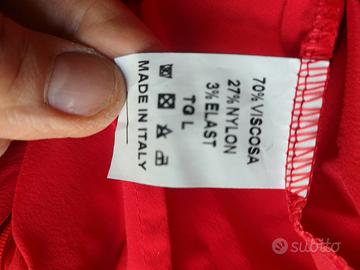 70% VISCOSA
27% NYLON
3% ELAST
TG L
MADE IN ITALY
subito